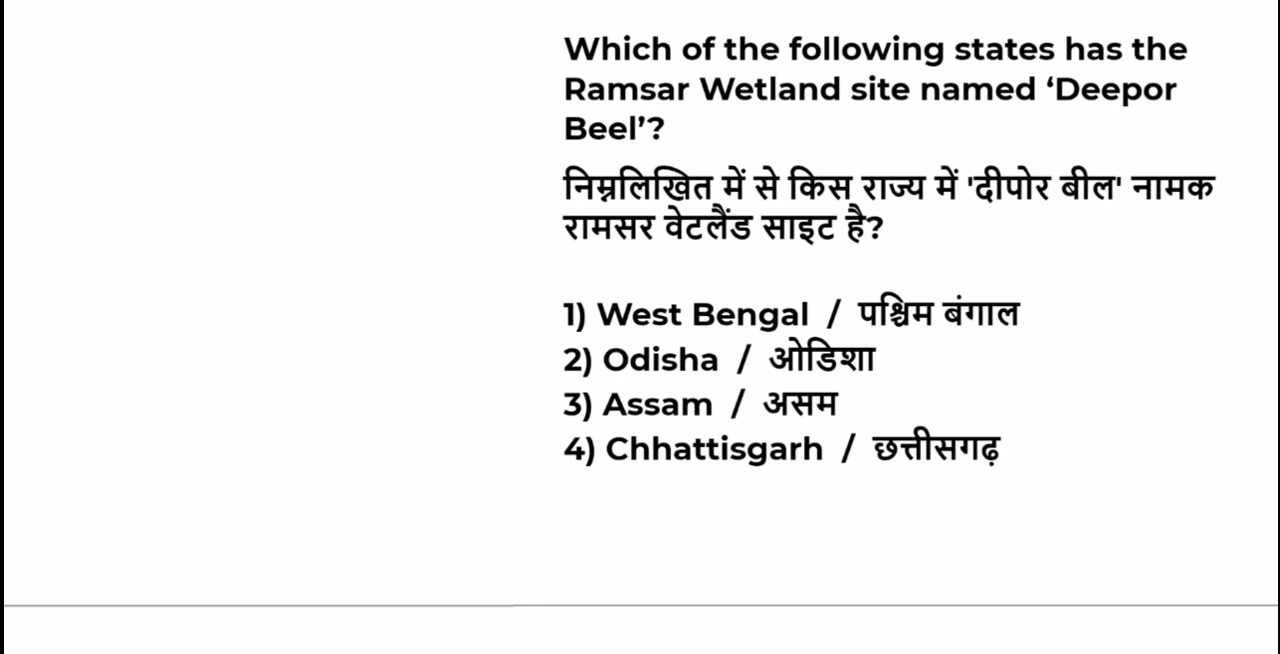 Which of the following states has the
Ramsar Wetland site named ‘Deepor
Beel’?
निम्नलिखित में से किस राज्य में 'दीपोर बील' नामक
रामसर वेटलैंड साइट है?
1) West Bengal / पश्चिम बंगाल
2) Odisha / ओडिशा
3) Assam / असम
4) Chhattisgarh / छत्तीसगढ़